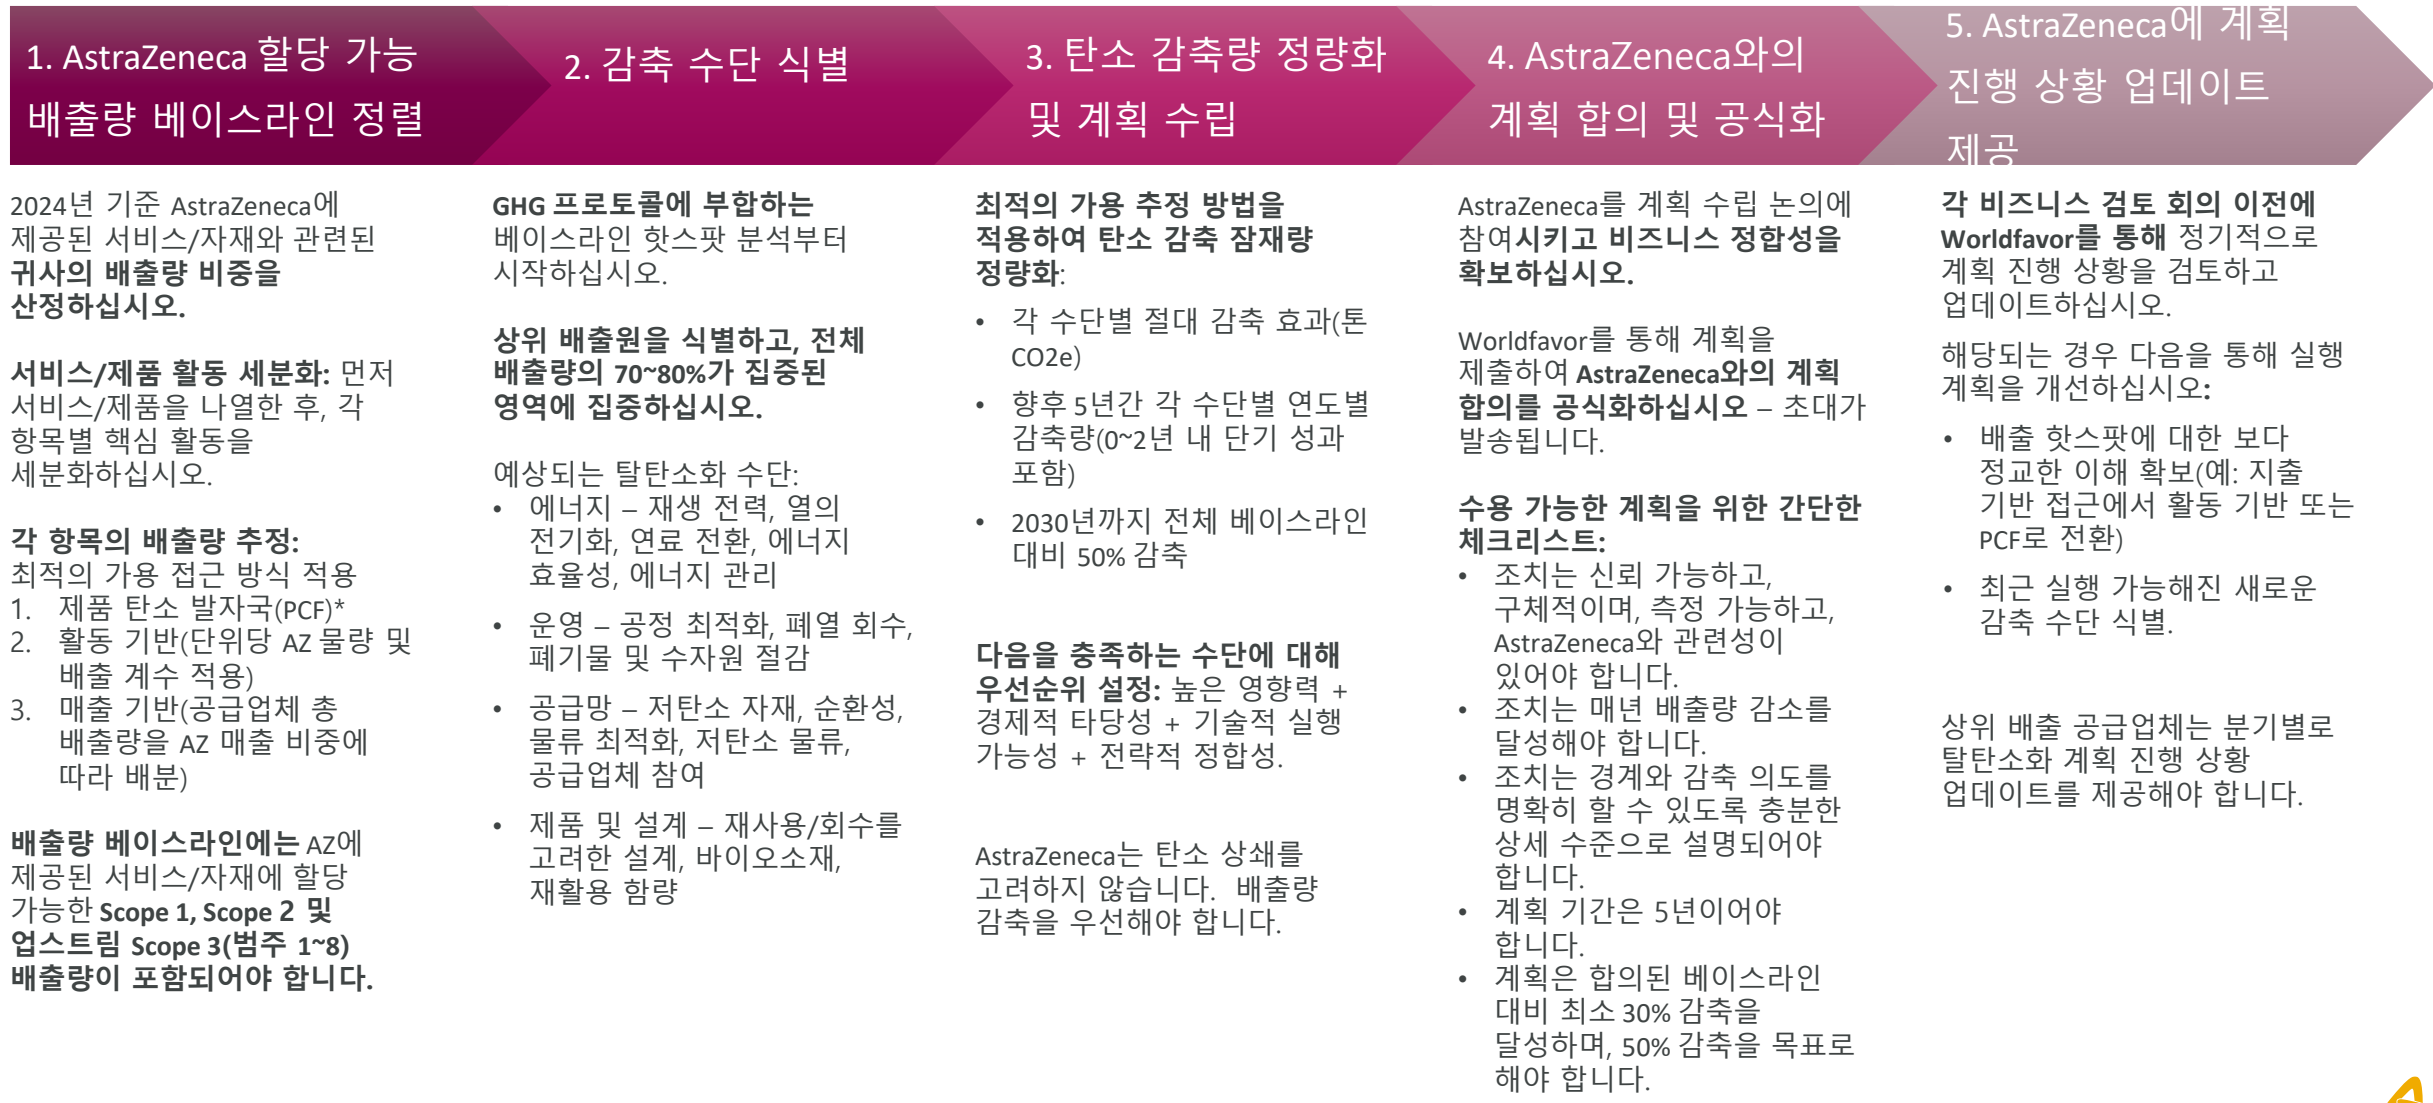 1. AstraZeneca 할당 가능
배출량 베이스라인 정렬
2. 감축 수단 식별
3. 탄소 감축량 정량화
및 계획 수립
4. AstraZeneca와의
계획 합의 및 공식화
5. AstraZeneca에 계획
진행 상황 업데이트
제공
2024년 기준 AstraZeneca에
제공된 서비스/자재와 관련된
귀사의 배출량 비중을
산정하십시오.
서비스/제품 활동 세분화: 먼저
서비스/제품을 나열한 후, 각
항목별 핵심 활동을
세분화하십시오.
각 항목의 배출량 추정:
최적의 가용 접근 방식 적용
1. 제품 탄소 발자국(PCF)*
2. 활동 기반(단위당 AZ 물량 및
배출 계수 적용)
3. 매출 기반(공급업체 총
배출량을 AZ 매출 비중에
따라 배분)
배출량 베이스라인에는 AZ에
제공된 서비스/자재에 할당
가능한 Scope 1, Scope 2 및
업스트림 Scope 3(범주 1~8)
배출량이 포함되어야 합니다.
GHG 프로토콜에 부합하는
베이스라인 핫스팟 분석부터
시작하십시오.
상위 배출원을 식별하고, 전체
배출량의 70~80%가 집중된
영역에 집중하십시오.
예상되는 탈탄소화 수단:
• 에너지 – 재생 전력, 열의
전기화, 연료 전환, 에너지
효율성, 에너지 관리
• 운영 – 공정 최적화, 폐열 회수,
폐기물 및 수자원 절감
• 공급망 – 저탄소 자재, 순환성,
물류 최적화, 저탄소 물류,
공급업체 참여
• 제품 및 설계 – 재사용/회수를
고려한 설계, 바이오소재,
재활용 함량
최적의 가용 추정 방법을
적용하여 탄소 감축 잠재량
정량화:
• 각 수단별 절대 감축 효과(톤
CO2e)
• 향후 5년간 각 수단별 연도별
감축량(0~2년 내 단기 성과
포함)
• 2030년까지 전체 베이스라인
대비 50% 감축
다음을 충족하는 수단에 대해
우선순위 설정: 높은 영향력 +
경제적 타당성 + 기술적 실행
가능성 + 전략적 정합성.
AstraZeneca는 탄소 상쇄를
고려하지 않습니다. 배출량
감축을 우선해야 합니다.
AstraZeneca를 계획 수립 논의에
참여시키고 비즈니스 정합성을
확보하십시오.
Worldfavor를 통해 계획을
제출하여 AstraZeneca와의 계획
합의를 공식화하십시오 – 초대가
발송됩니다.
수용 가능한 계획을 위한 간단한
체크리스트:
• 조치는 신뢰 가능하고,
구체적이며, 측정 가능하고,
AstraZeneca와 관련성이
있어야 합니다.
• 조치는 매년 배출량 감소를
달성해야 합니다.
• 조치는 경계와 감축 의도를
명확히 할 수 있도록 충분한
상세 수준으로 설명되어야
합니다.
• 계획 기간은 5년이어야
합니다.
• 계획은 합의된 베이스라인
대비 최소 30% 감축을
달성하며, 50% 감축을 목표로
해야 합니다.
각 비즈니스 검토 회의 이전에
Worldfavor를 통해 정기적으로
계획 진행 상황을 검토하고
업데이트하십시오.
해당되는 경우 다음을 통해 실행
계획을 개선하십시오:
• 배출 핫스팟에 대한 보다
정교한 이해 확보(예: 지출
기반 접근에서 활동 기반 또는
PCF로 전환)
• 최근 실행 가능해진 새로운
감축 수단 식별.
상위 배출 공급업체는 분기별로
탈탄소화 계획 진행 상황
업데이트를 제공해야 합니다.